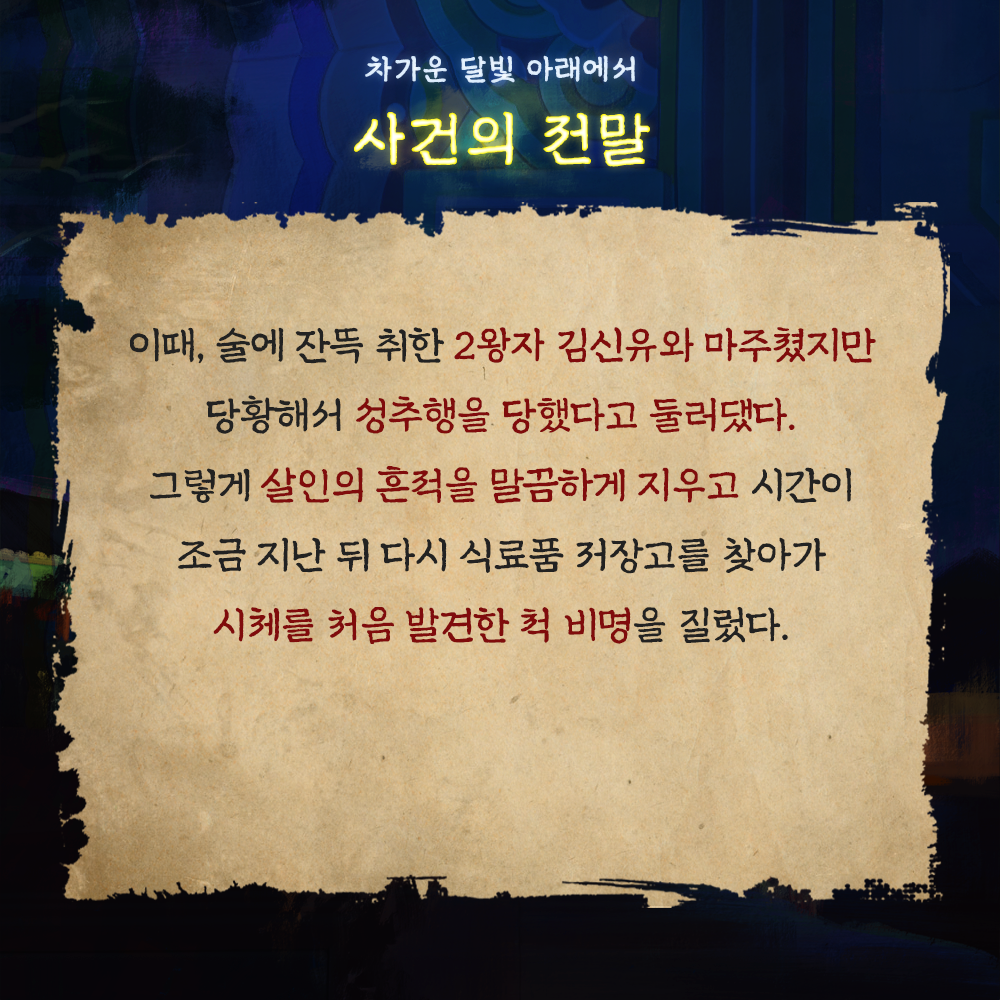 차가운 달빛 아래에서
사건의 전말
이때, 술에 잔뜩 취한 2왕자 김신유와 마주쳤지만
당황해서 성추행을 당했다고 둘러댔다.
그렇게 살인의 흔적을 말끔하게 지우고 시간이
조금 지난 뒤 다시 식료품 저장고를 찾아가
시체를 처음 발견한 척 비명을 질렀다.